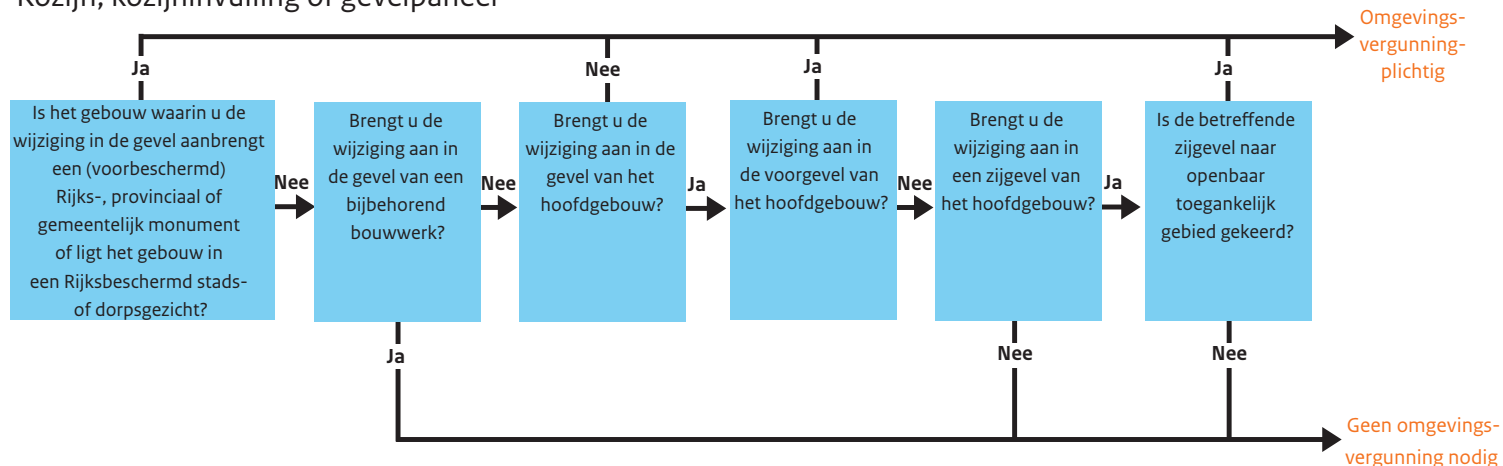 Kozijn, kozijninvulling of gevelpaneel
Omgevings-
vergunning-
plichtig
Ja
Nee
Ja
Ja
Is het gebouw waarin u de
wijziging in de gevel aanbrengt
een (voorbeschermd)
Rijks-, provinciaal of
gemeentelijk monument
of ligt het gebouw in
een Rijksbeschermd stads-
of dorpsgezicht?
Nee
Brengt u de
wijziging aan in
de gevel van een
bijbehorend
bouwwerk?
Nee
Brengt u de
wijziging aan in de
gevel van het
hoofdgebouw?
Ja
Brengt u de
wijziging aan in
de voorgevel van
het hoofdgebouw?
Nee
Brengt u de
wijziging aan in
een zijgevel van
het hoofdgebouw?
Ja
Is de betreffende
zijgevel naar
openbaar
toegankelijk
gebied gekeerd?
Ja
Nee
Nee
Geen omgevings-
vergunning nodig